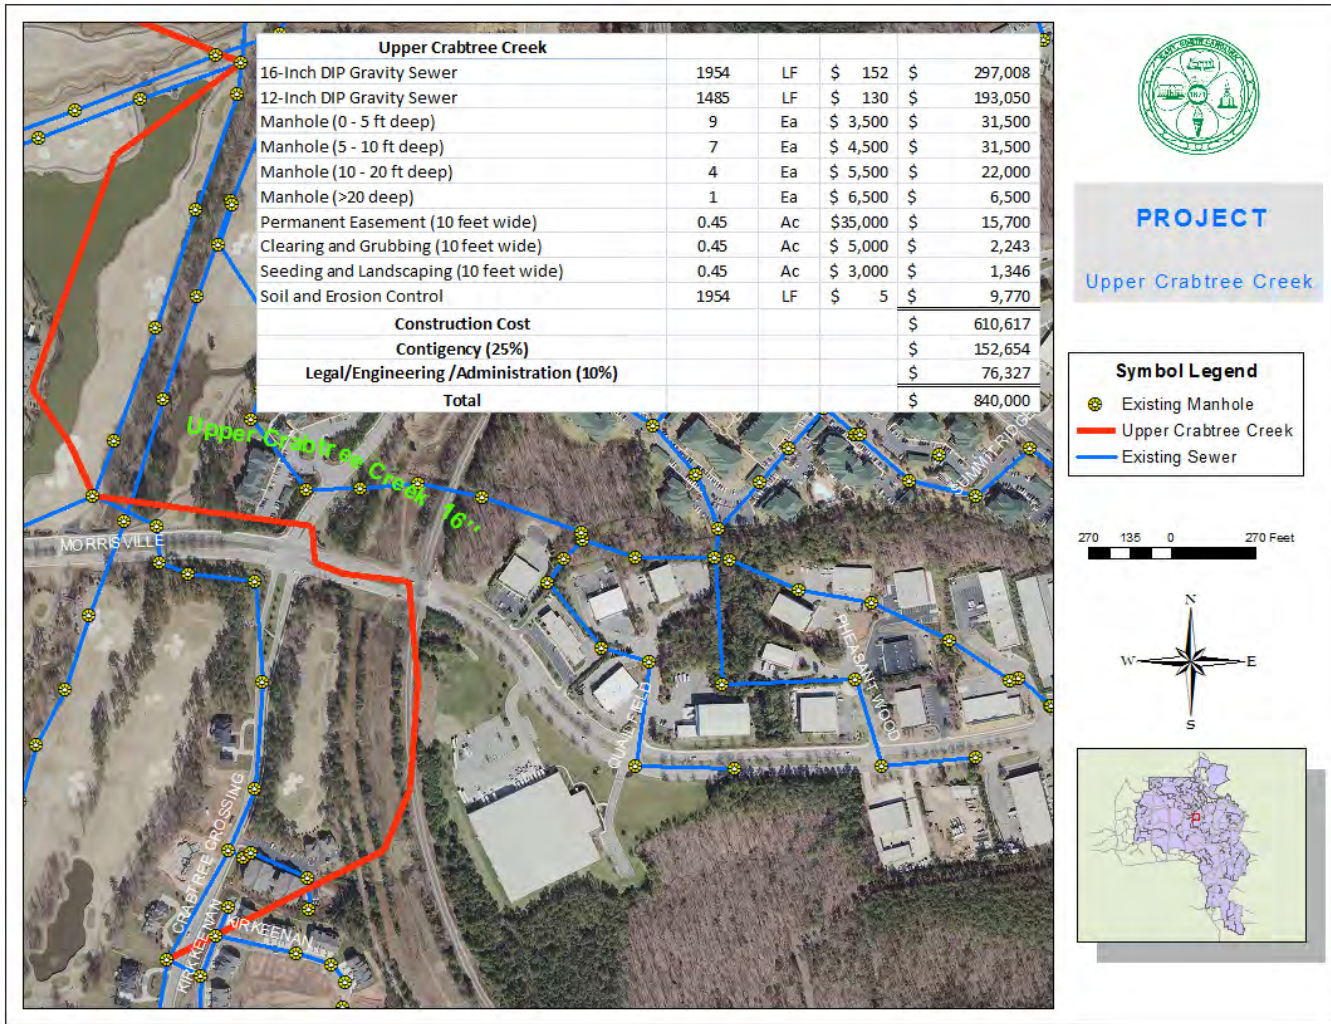 Upper Crabtree Creek
16-Inch DIP Gravity Sewer 1954 LF $ 152 $ 297,008
12-Inch DIP Gravity Sewer 1485 LF $ 130 $ 193,050
Manhole (0 - 5 ft deep) 9 Ea $ 3,500 $ 31,500
Manhole (5 - 10 ft deep) 7 Ea $ 4,500 $ 31,500
Manhole (10 - 20 ft deep) 4 Ea $ 5,500 $ 22,000
Manhole (>20 deep) 1 Ea $ 6,500 $ 6,500
Permanent Easement (10 feet wide) 0.45 Ac $35,000 $ 15,700
Clearing and Grubbing (10 feet wide) 0.45 Ac $ 5,000 $ 2,243
Seeding and Landscaping (10 feet wide) 0.45 Ac $ 3,000 $ 1,346
Soil and Erosion Control 1954 LF $ 5 $ 9,770
Construction Cost $ 610,617
Contigency (25%) $ 152,654
Legal/Engineering /Administration (10%) $ 76,327
Total $ 840,000
Upper Crabtree Creek 16"
SUMMIT RIDGE
MORRISVILLE
PHEASANT WOOD
QUAIL FIELD
CRABTREE CROSSING
KIRKKEENAN
KIRKEENAN
1871
PROJECT
Upper Crabtree Creek
Symbol Legend
Existing Manhole
Upper Crabtree Creek
Existing Sewer
270 135 0 270 Feet
N
W E
S